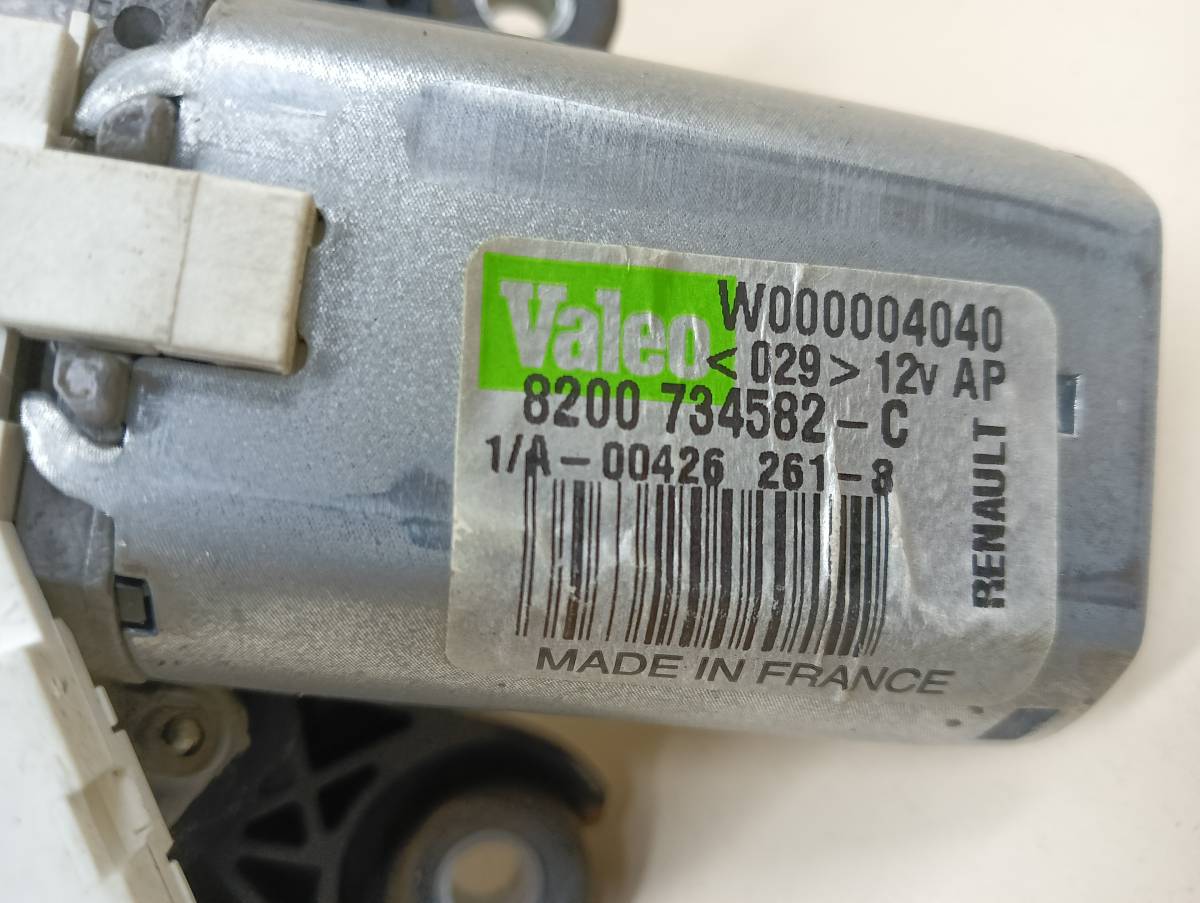 Valeo W000004040
<029> 12v AP
8200 734582-C
1/A-00426 261-8
RENAULT
MADE IN FRANCE